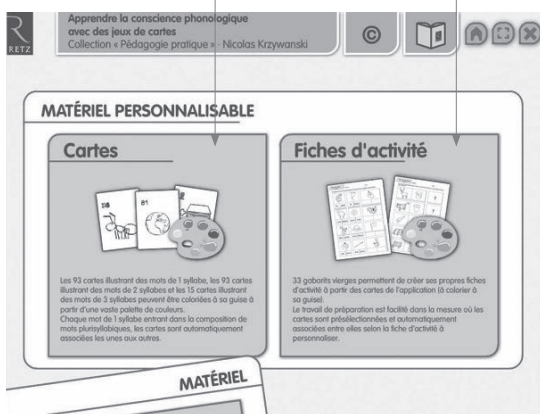 RETZ
Apprendre la conscience phonologique
avec des jeux de cartes
Collection « Pédagogie pratique » - Nicolas Krzywanski
©
MATÉRIEL PERSONNALISABLE
Cartes
Les 93 cartes illustrant des mots de 1 syllabe, les 93 cartes
illustrant des mots de 2 syllabes et les 15 cartes illustrant
des mots de 3 syllabes peuvent être coloriées à sa guise à
partir d'une vaste palette de couleurs.
Chaque mot de 1 syllabe entrant dans la composition de
mots plurisyllabiques, les cartes sont automatiquement
associées les unes aux autres.
Fiches d'activité
33 gabarits vierges permettent de créer ses propres fiches
d'activité à partir des cartes de l'application (à colorier à
sa guise).
Le travail de préparation est facilité dans la mesure où les
cartes sont présélectionnées et automatiquement
associées entre elles selon la fiche d'activité à
personnaliser.
MATÉRIEL